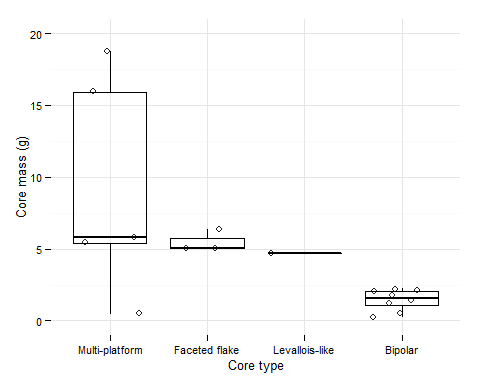 20
15
10
5
0
Core mass (g)
Multi-platform Faceted flake Levallois-like Bipolar
Core type